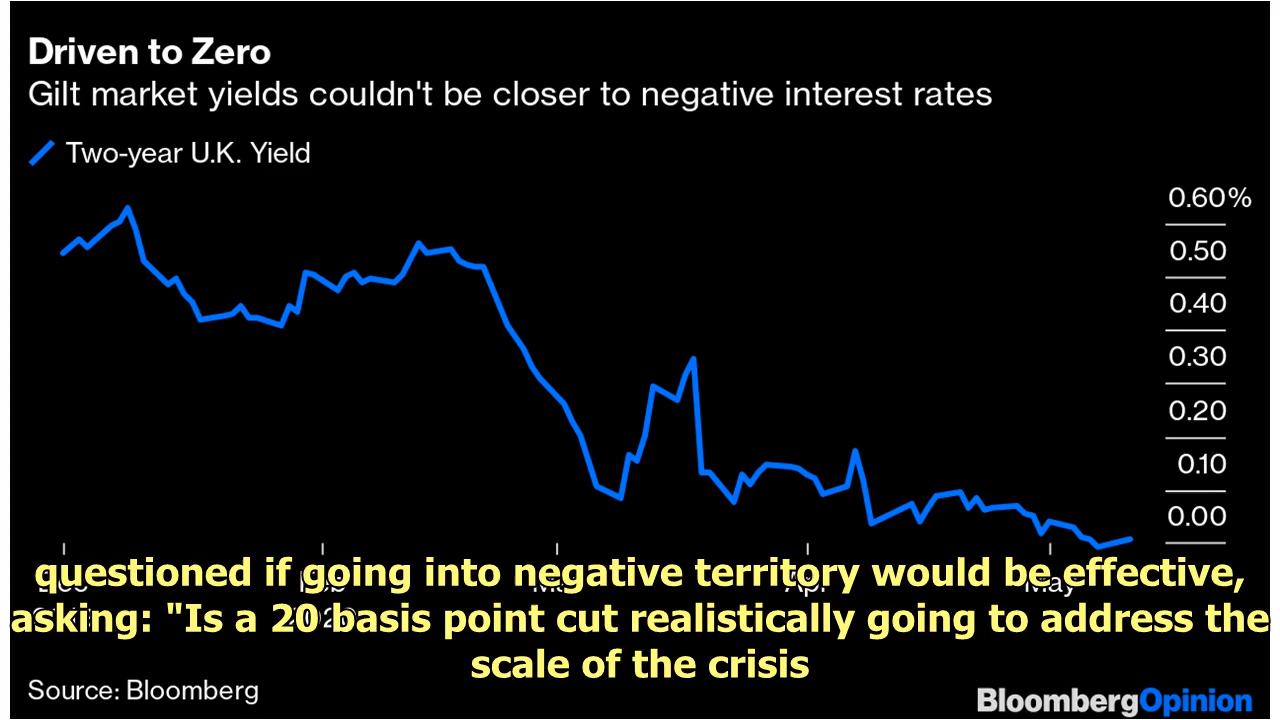 Driven to Zero
Gilt market yields couldn't be closer to negative interest rates
Two-year U.K. Yield
0.60%
0.50
0.40
0.30
0.20
0.10
0.00
questioned if going into negative territory would be effective,
asking: "Is a 20 basis point cut realistically going to address the
scale of the crisis
Source: Bloomberg
BloombergOpinion